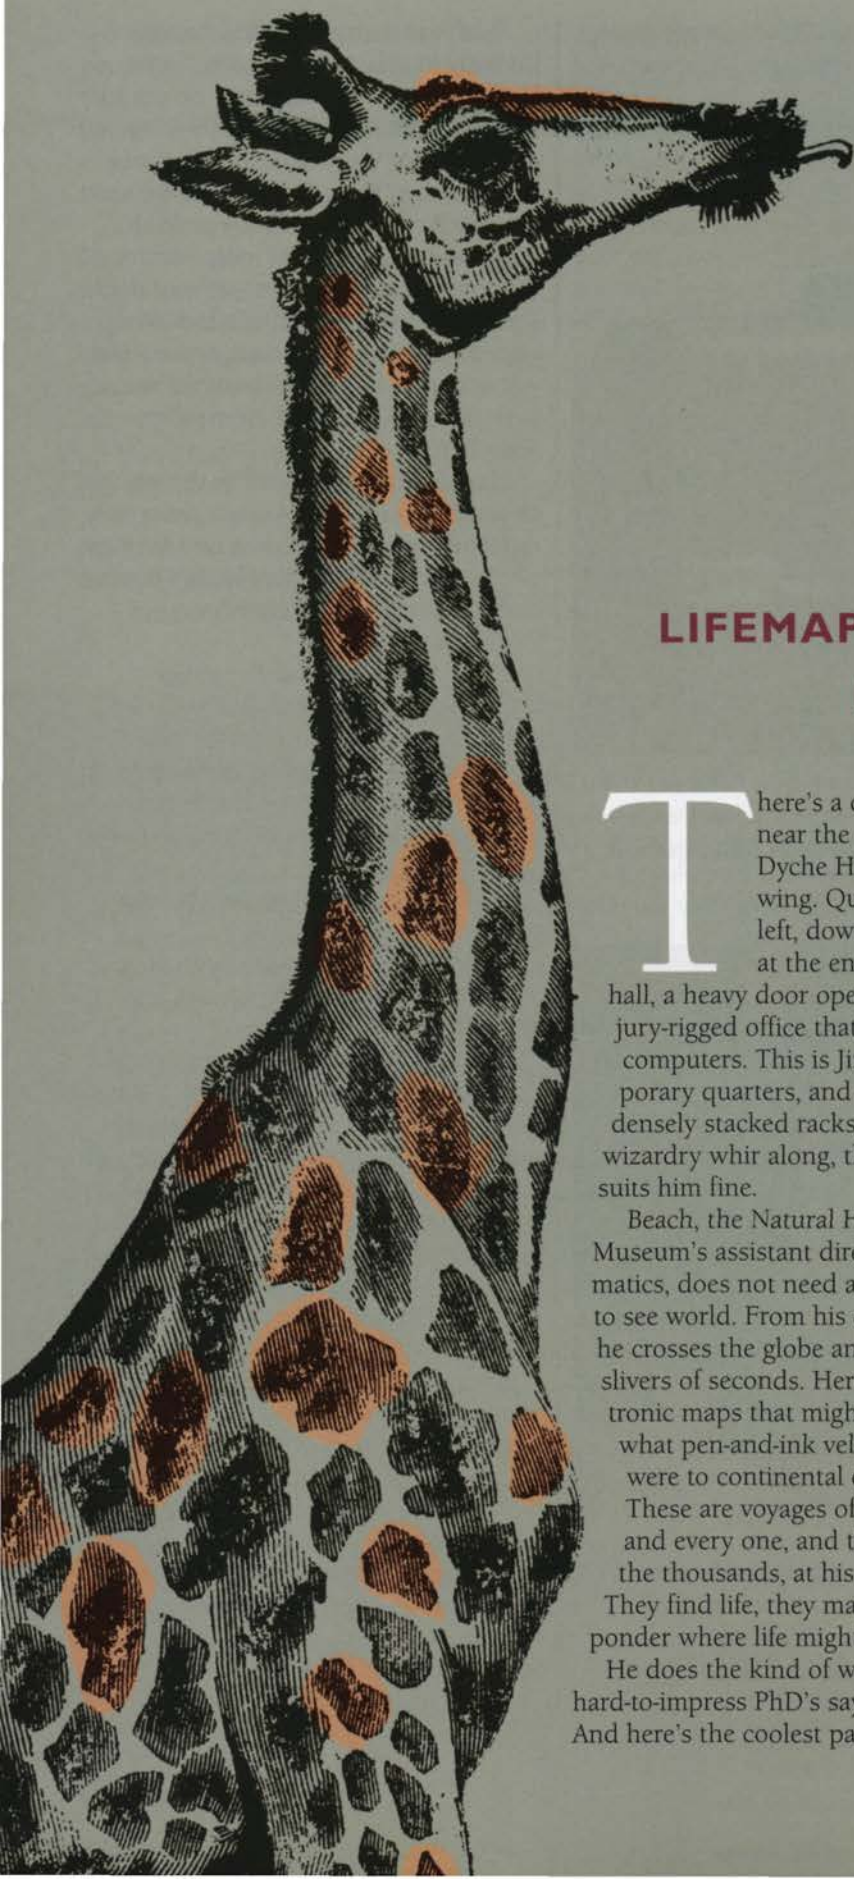 LIFEMAP
There's a
near the
Dyche H
wing. Qu
left, dow
at the en
hall, a heavy door ope
jury-rigged office that
computers. This is Ji
porary quarters, and
densely stacked racks
wizardry whir along, t
suits him fine.
Beach, the Natural H
Museum's assistant dire
matics, does not need a
to see world. From his
he crosses the globe an
slivers of seconds. Her
tronic maps that migh
what pen-and-ink vel
were to continental
These are voyages of
and every one, and t
the thousands, at his
They find life, they ma
ponder where life migh
He does the kind of w
hard-to-impress PhD's say
And here's the coolest pa